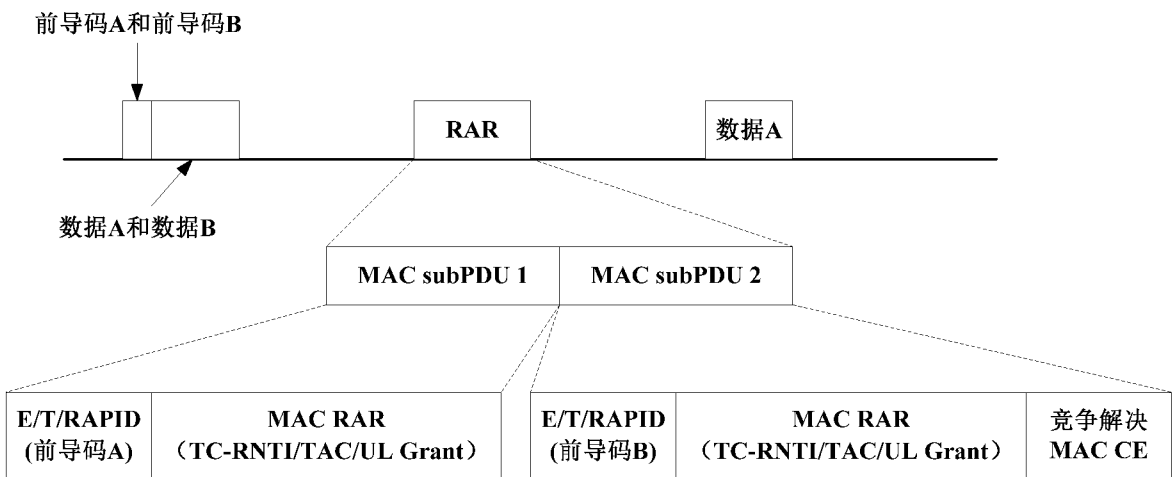 前导码A和前导码B
RAR
数据A
数据A和数据B
MAC subPDU 1
MAC subPDU 2
E/T/RAPID
(前导码A)
MAC RAR
（TC-RNTI/TAC/UL Grant）
E/T/RAPID
(前导码B)
MAC RAR
（TC-RNTI/TAC/UL Grant）
竞争解决
MAC CE